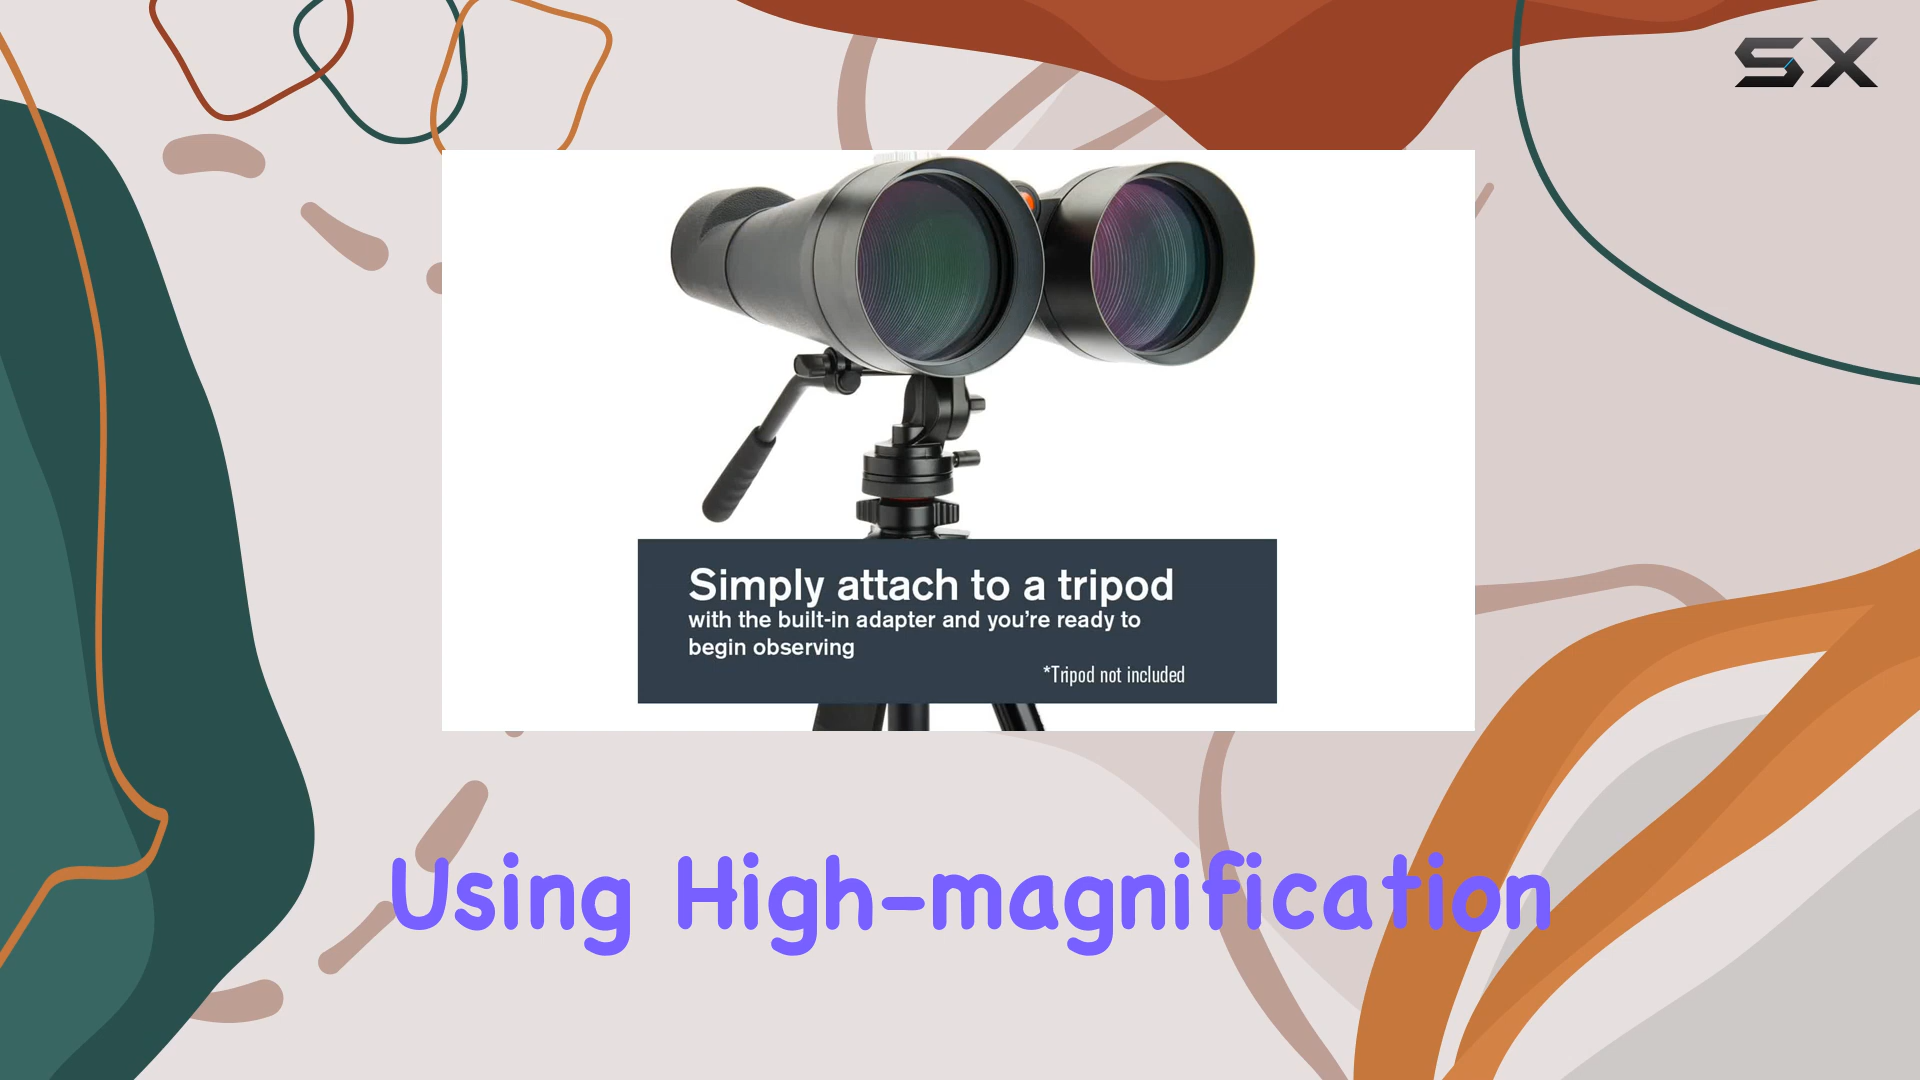 SX
Simply attach to a tripod
with the built-in adapter and you’re ready to
begin observing
*Tripod not included
Using High-magnification